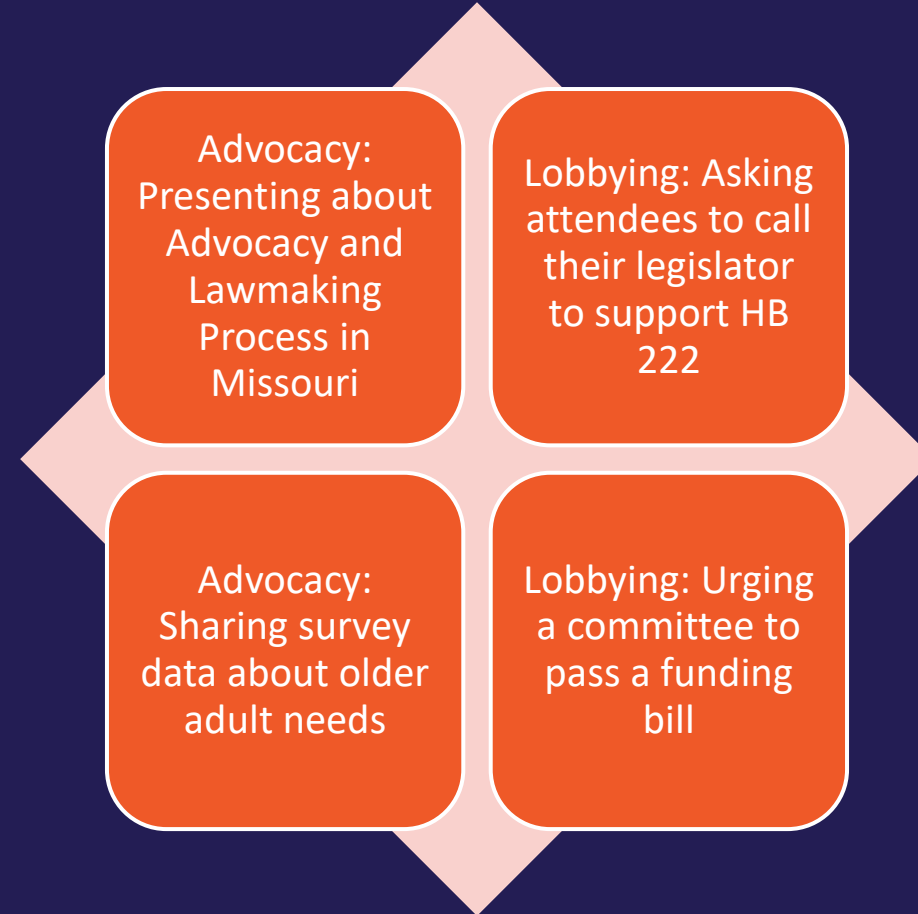 Advocacy:
Presenting about
Advocacy and
Lawmaking
Process in
Missouri
Lobbying: Asking
attendees to call
their legislator
to support HB
222
Advocacy:
Sharing survey
data about older
adult needs
Lobbying: Urging
a committee to
pass a funding
bill